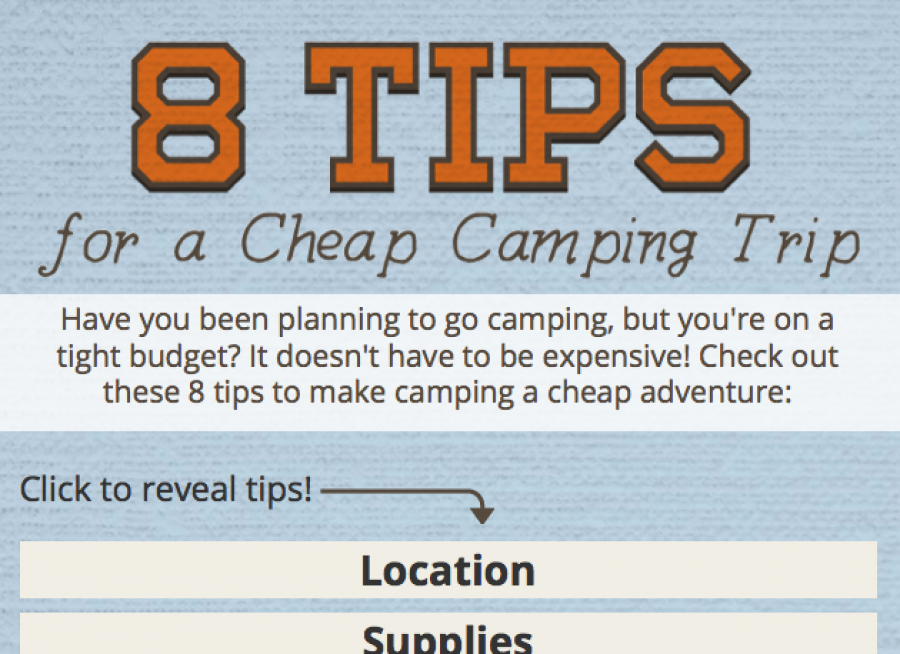 8 TIPS
for a Cheap Camping Trip
Have you been planning to go camping, but you're on a
tight budget? It doesn't have to be expensive! Check out
these 8 tips to make camping a cheap adventure:
Click to reveal tips!
Location
Supplies